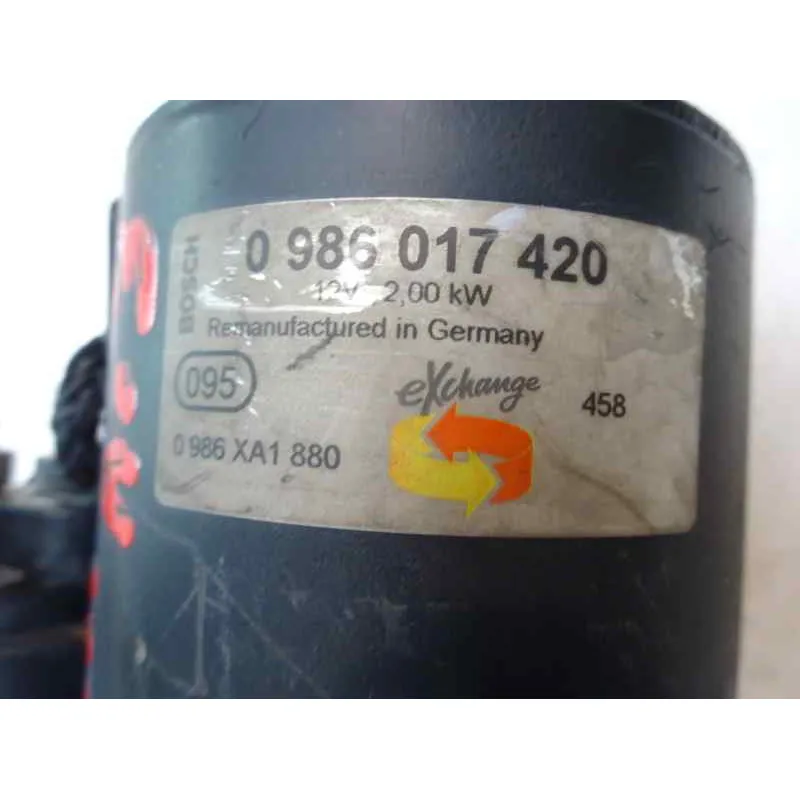 BOSCH
0 986 017 420
12V 2,00 kW
Remanufactured in Germany
095
eXchange
458
0 986 XA1 880